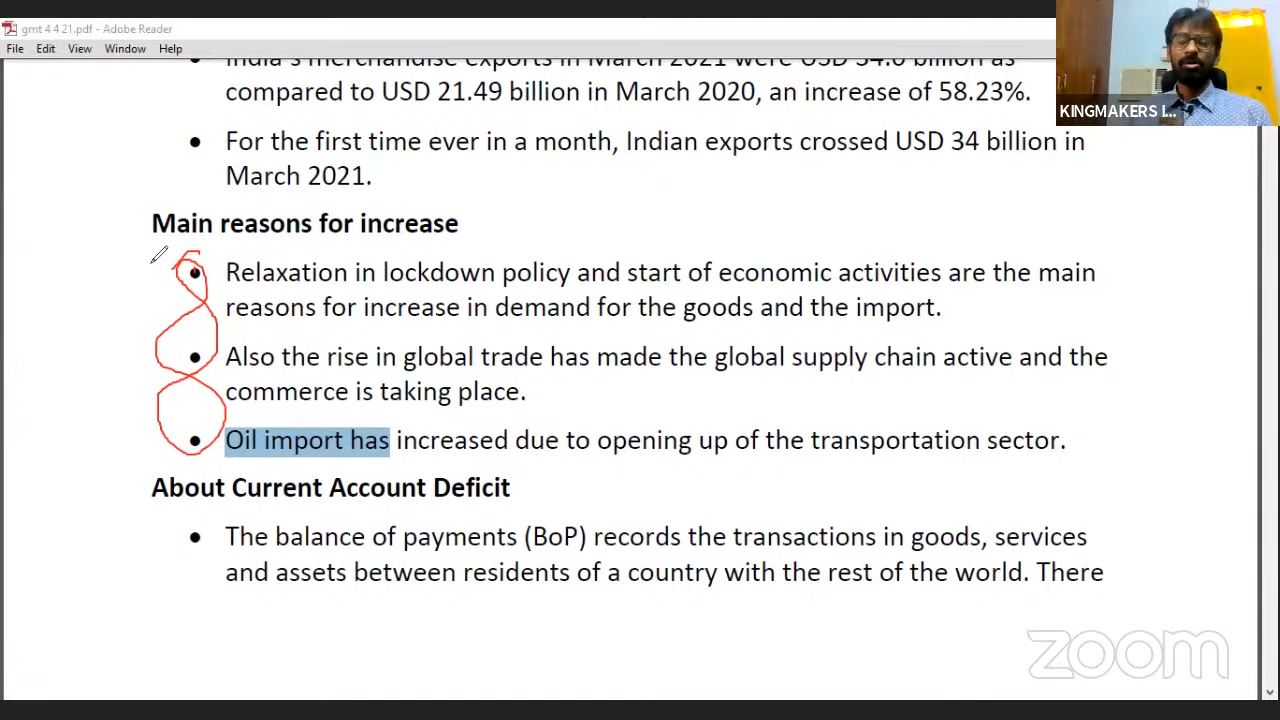 gmt 4 4 21.pdf - Adobe Reader
File Edit View Window Help
KINGMAKERS I...
India's merchandise exports in March 2021 were USD 34.0 billion as
compared to USD 21.49 billion in March 2020, an increase of 58.23%.
• For the first time ever in a month, Indian exports crossed USD 34 billion in
March 2021.
Main reasons for increase
• Relaxation in lockdown policy and start of economic activities are the main
reasons for increase in demand for the goods and the import.
• Also the rise in global trade has made the global supply chain active and the
commerce is taking place.
• Oil import has increased due to opening up of the transportation sector.
About Current Account Deficit
• The balance of payments (BoP) records the transactions in goods, services
and assets between residents of a country with the rest of the world. There
zoom